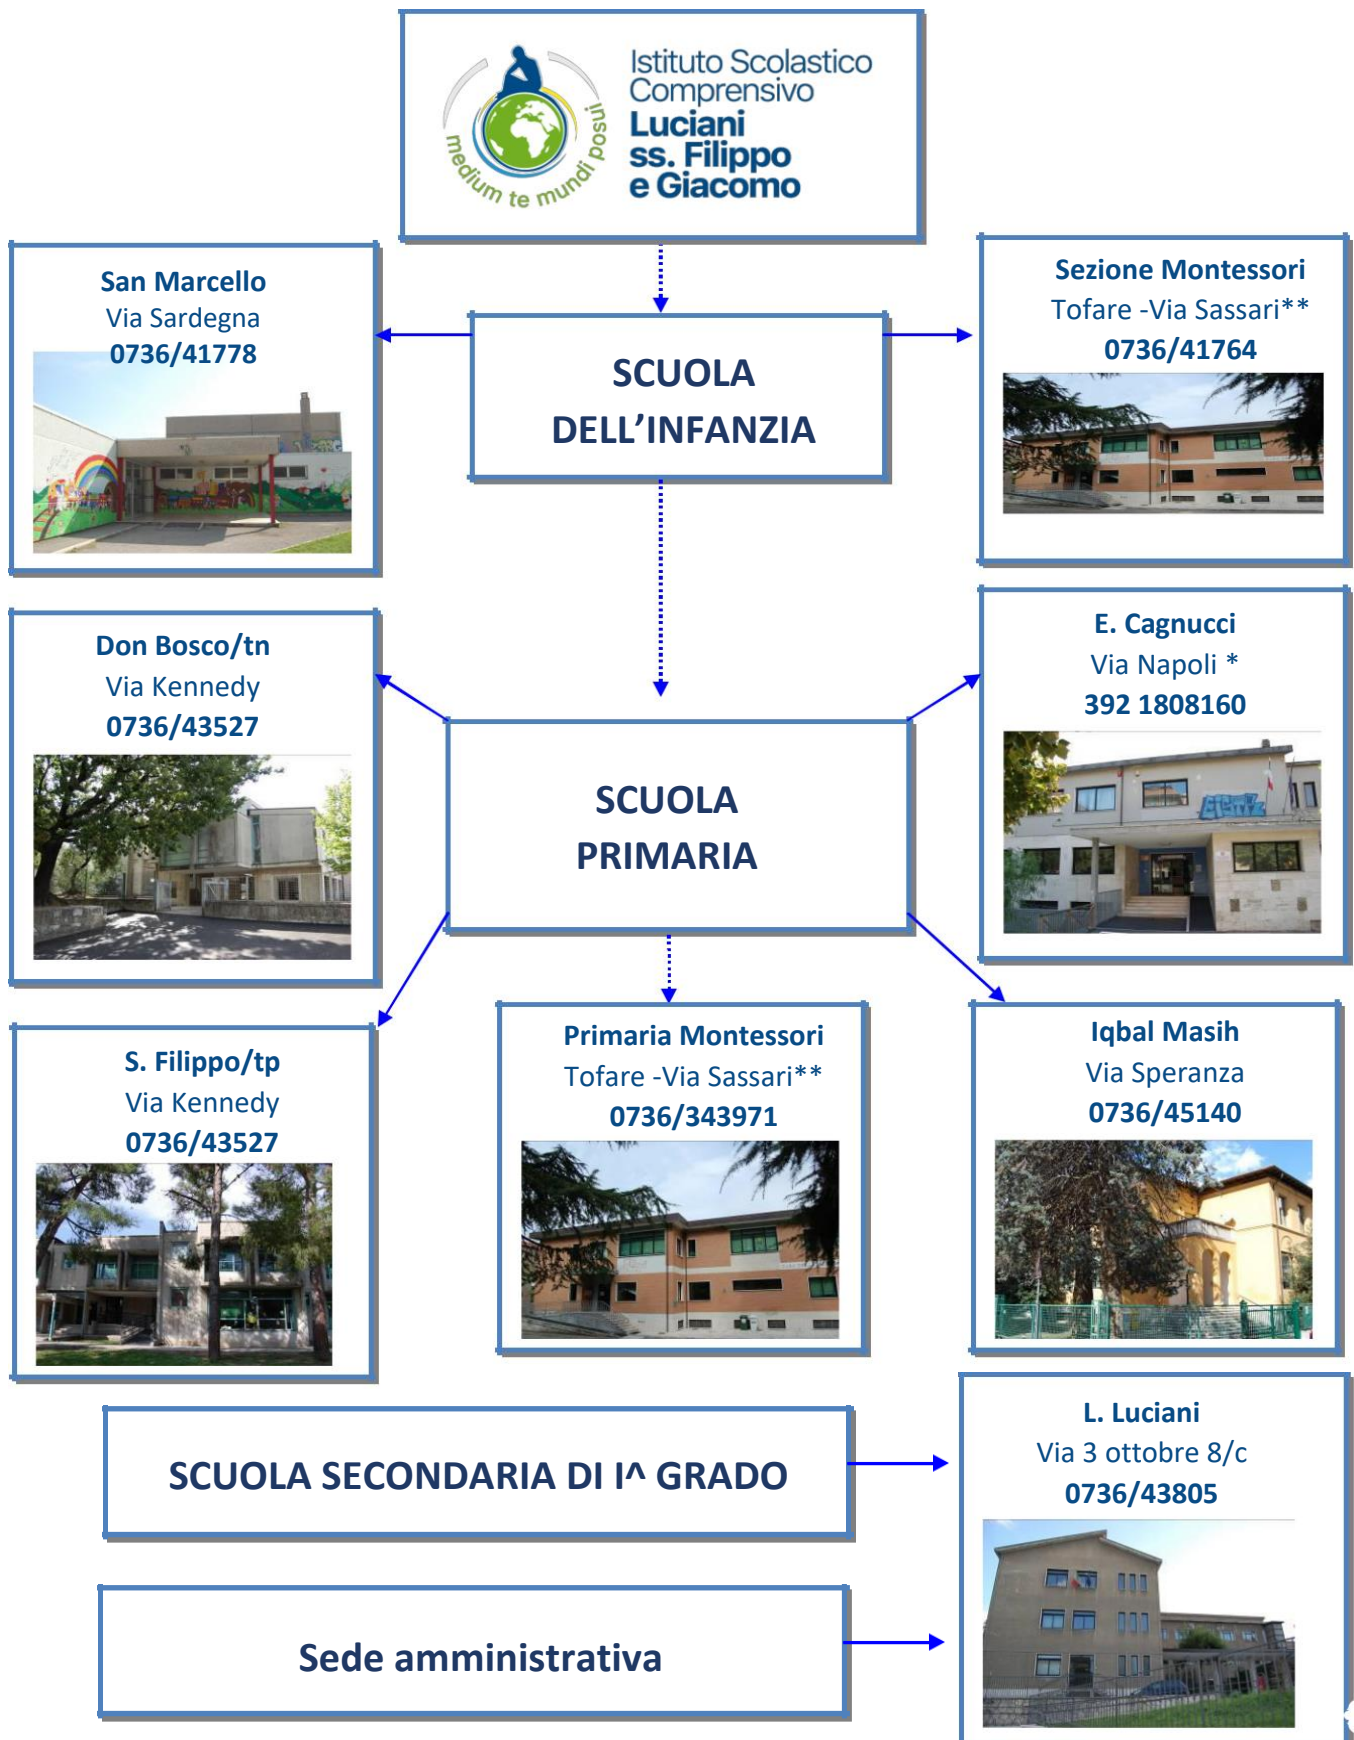 medium te mundi posui
Istituto Scolastico
Comprensivo
Luciani
ss. Filippo
e Giacomo
San Marcello
Via Sardegna
0736/41778
SCUOLA
DELL’INFANZIA
Sezione Montessori
Tofare -Via Sassari**
0736/41764
Don Bosco/tn
Via Kennedy
0736/43527
SCUOLA
PRIMARIA
E. Cagnucci
Via Napoli *
392 1808160
S. Filippo/tp
Via Kennedy
0736/43527
Primaria Montessori
Tofare -Via Sassari**
0736/343971
Iqbal Masih
Via Speranza
0736/45140
SCUOLA SECONDARIA DI I^ GRADO
L. Luciani
Via 3 ottobre 8/c
0736/43805
Sede amministrativa